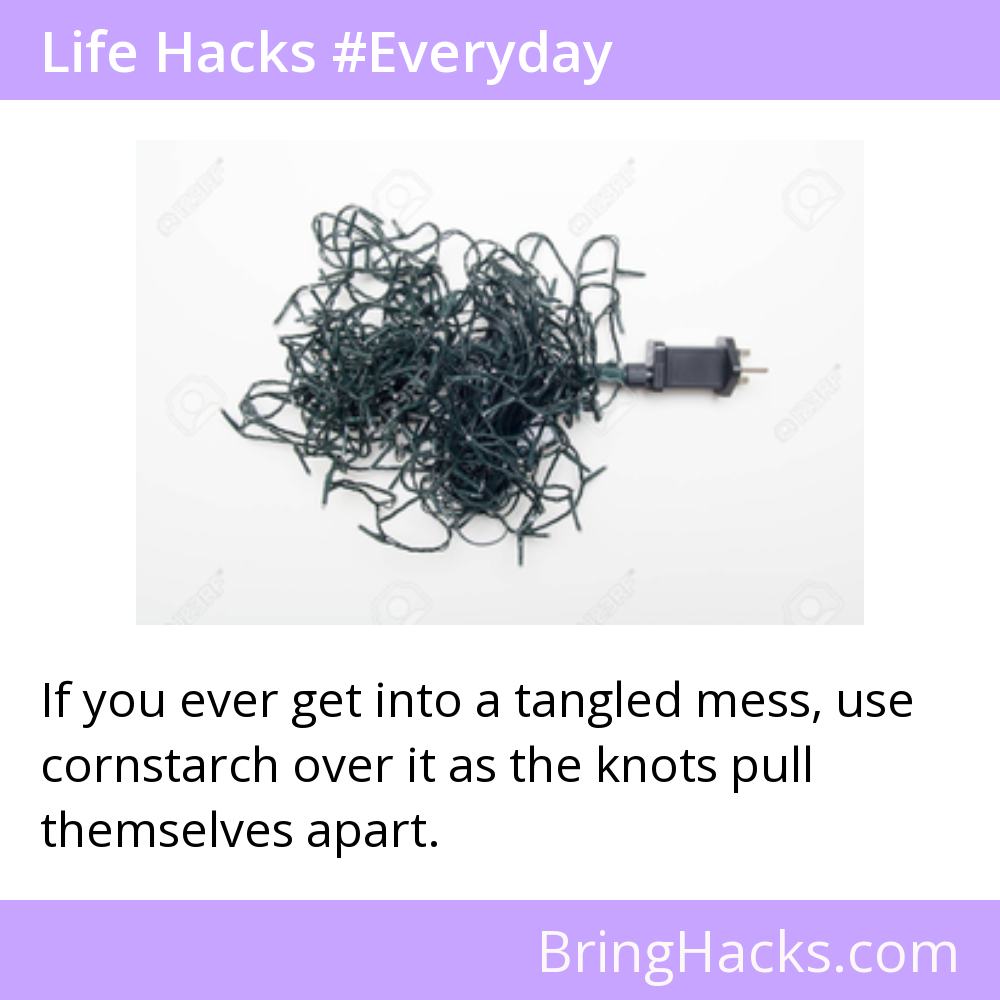 Life Hacks #Everyday
If you ever get into a tangled mess, use
cornstarch over it as the knots pull
themselves apart.
BringHacks.com